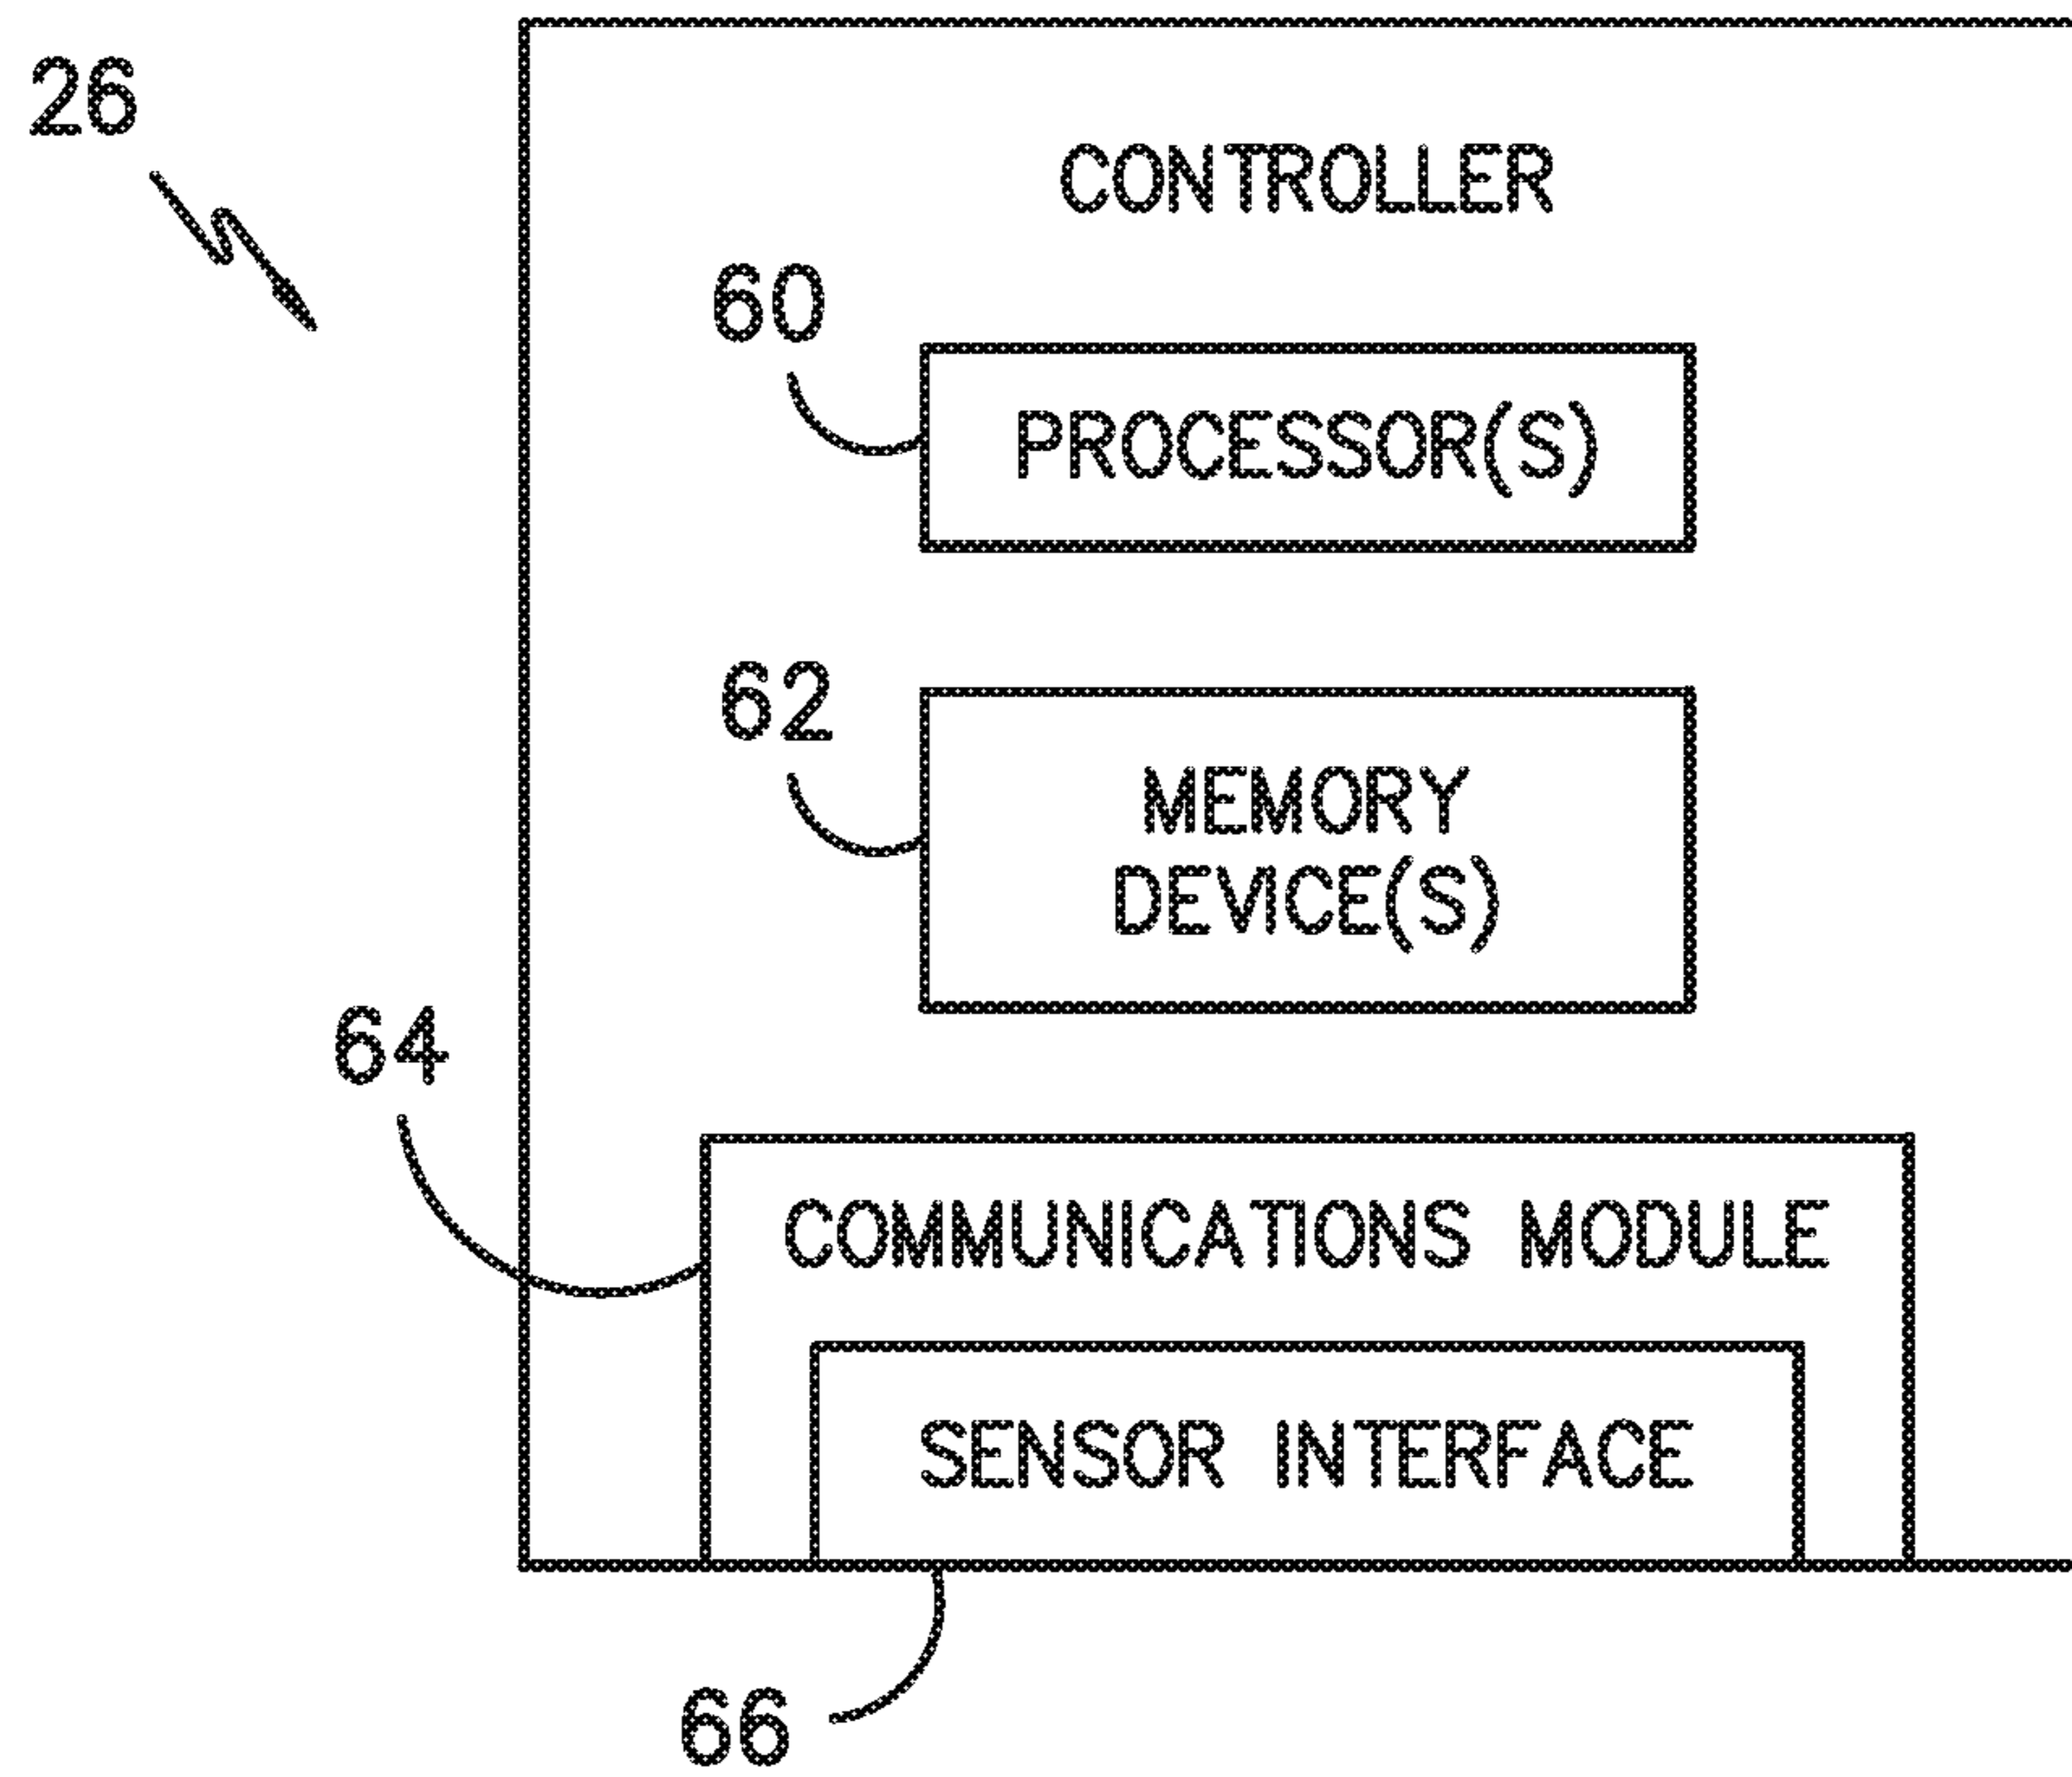 26
CONTROLLER
60
PROCESSOR(S)
62
MEMORY
DEVICE(S)
64
COMMUNICATIONS MODULE
SENSOR INTERFACE
66